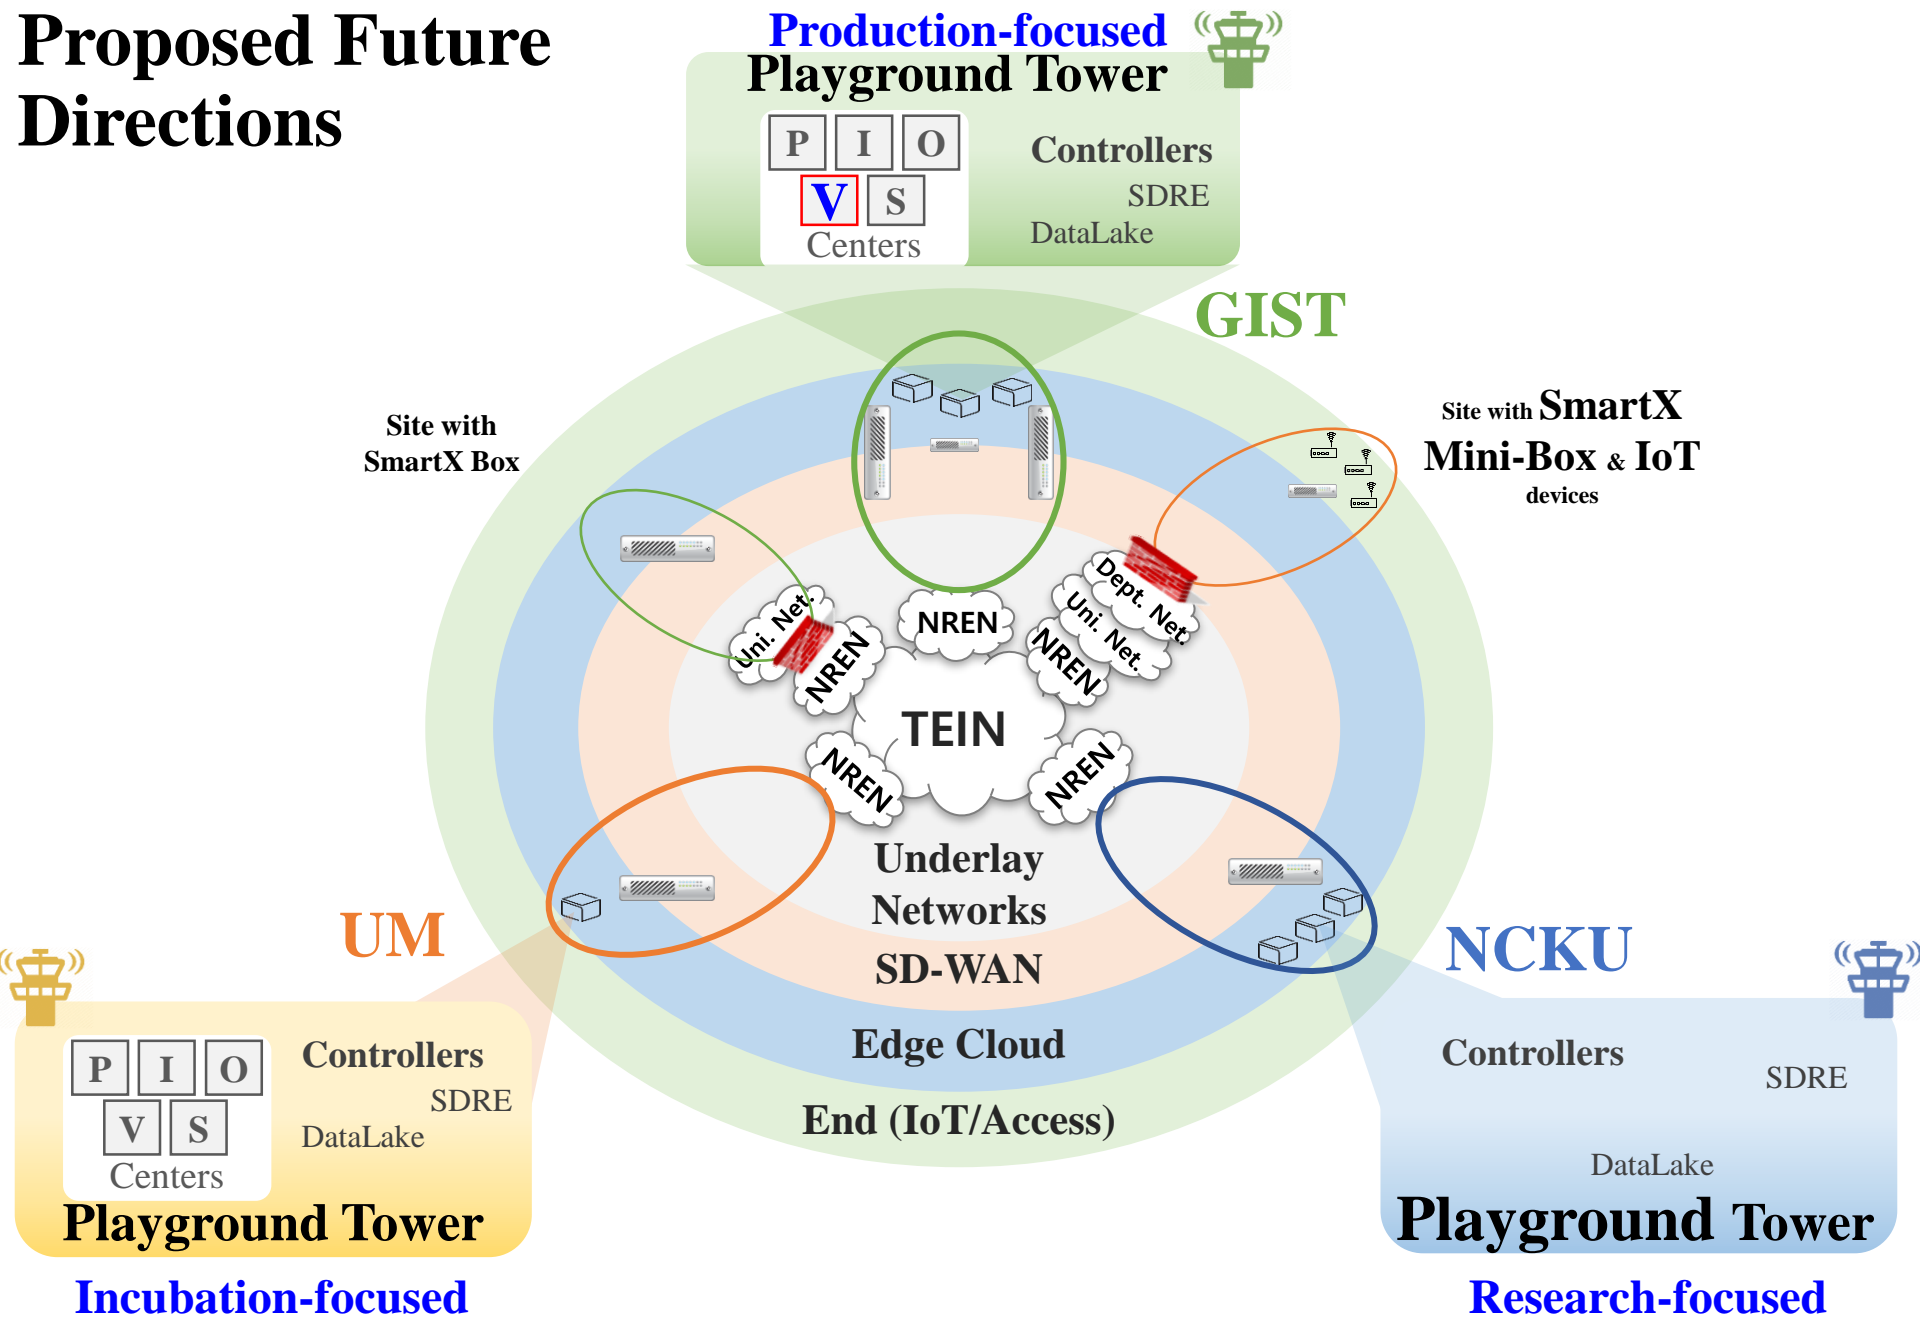 Proposed Future
Directions
Production-focused
Playground Tower
P I O
V S
Centers
Controllers
SDRE
DataLake
GIST
Site with
SmartX Box
Site with SmartX
Mini-Box & IoT
devices
Uni. Net.
NREN
NREN
Dept. Net.
Uni. Net.
NREN
TEIN
NREN
NREN
Underlay
Networks
SD-WAN
Edge Cloud
End (IoT/Access)
UM
P I O
V S
Centers
Controllers
SDRE
DataLake
Playground Tower
Incubation-focused
NCKU
Controllers
SDRE
DataLake
Playground Tower
Research-focused